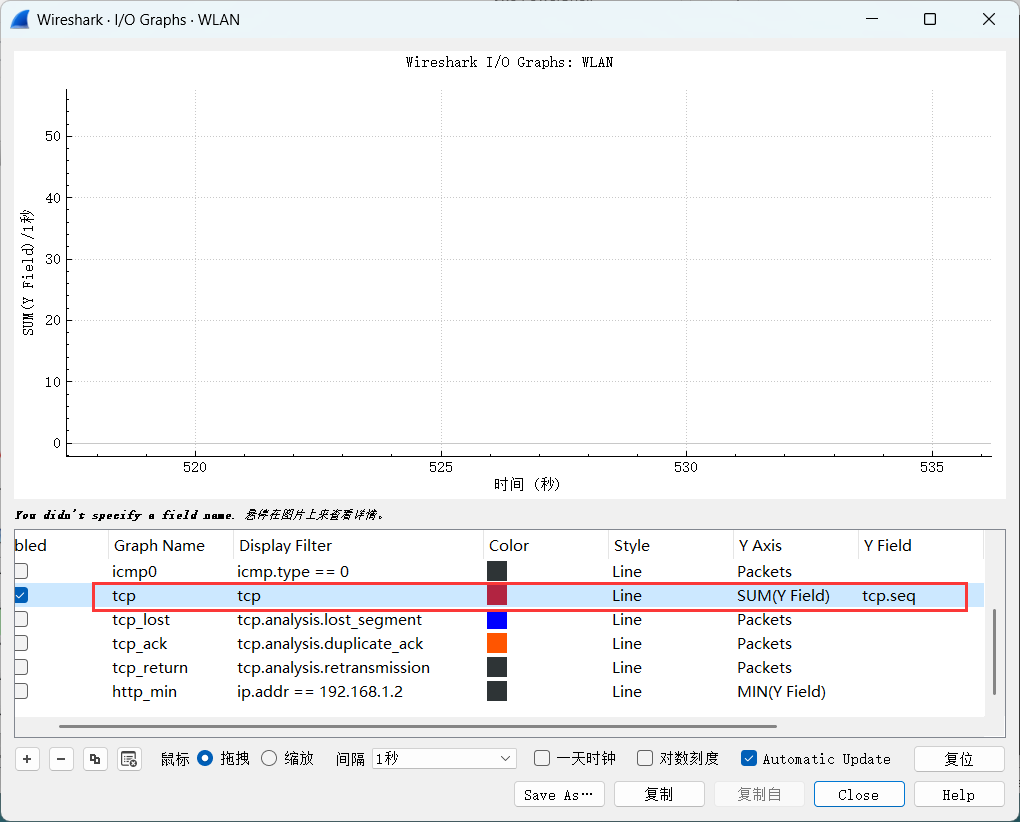 Wireshark · I/O Graphs · WLAN
Wireshark I/O Graphs: WLAN
SUM(Y Field)/1秒
50
40
30
20
10
0
520 525 530 535
时间 (秒)
You didn't specify a field name. 悬停在图片上来查看详情。
bled Graph Name Display Filter Color Style Y Axis Y Field
icmp0 icmp.type == 0 Line Packets
tcp tcp Line SUM(Y Field) tcp.seq
tcp_lost tcp.analysis.lost_segment Line Packets
tcp_ack tcp.analysis.duplicate_ack Line Packets
tcp_return tcp.analysis.retransmission Line Packets
http_min ip.addr == 192.168.1.2 Line MIN(Y Field)
+ − 鼠标 拖拽 缩放 间隔 1秒 一天时钟 对数刻度 Automatic Update 复位
Save As… 复制 复制自 Close Help